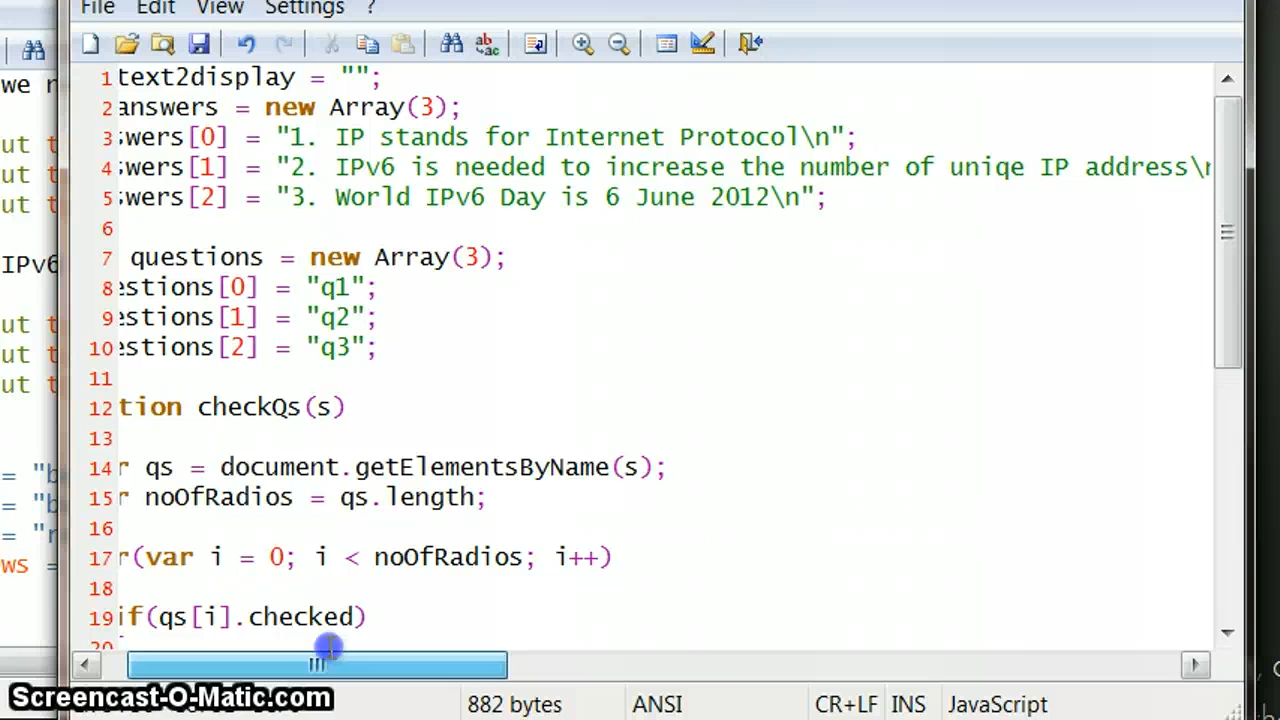 File Edit View Settings ?
we n
1 text2display = "";
2 answers = new Array(3);
ut t 3 swers[0] = "1. IP stands for Internet Protocol\n";
ut t 4 swers[1] = "2. IPv6 is needed to increase the number of uniqe IP address\n
ut t 5 swers[2] = "3. World IPv6 Day is 6 June 2012\n";
6
IPv6 7 questions = new Array(3);
8 estions[0] = "q1";
ut t 9 estions[1] = "q2";
ut t 10 estions[2] = "q3";
ut t 11
12 tion checkQs(s)
13
= "b 14 r qs = document.getElementsByName(s);
= "b 15 r noOfRadios = qs.length;
= "r 16
ws = 17 r(var i = 0; i < noOfRadios; i++)
18
19 if(qs[i].checked)
20
Screencast-O-Matic.com 882 bytes ANSI CR+LF INS JavaScript